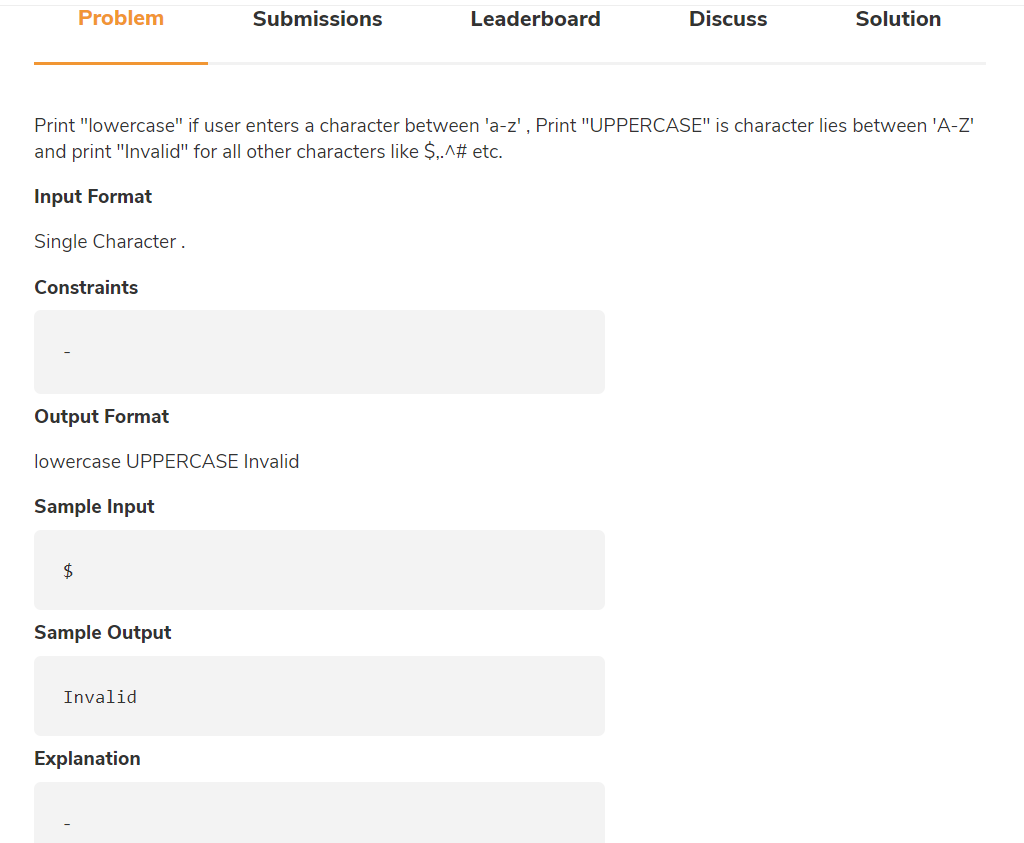 Problem Submissions Leaderboard Discuss Solution
Print "lowercase" if user enters a character between 'a-z' , Print "UPPERCASE" is character lies between 'A-Z'
and print "Invalid" for all other characters like $,.^# etc.
Input Format
Single Character .
Constraints
-
Output Format
lowercase UPPERCASE Invalid
Sample Input
$
Sample Output
Invalid
Explanation
-